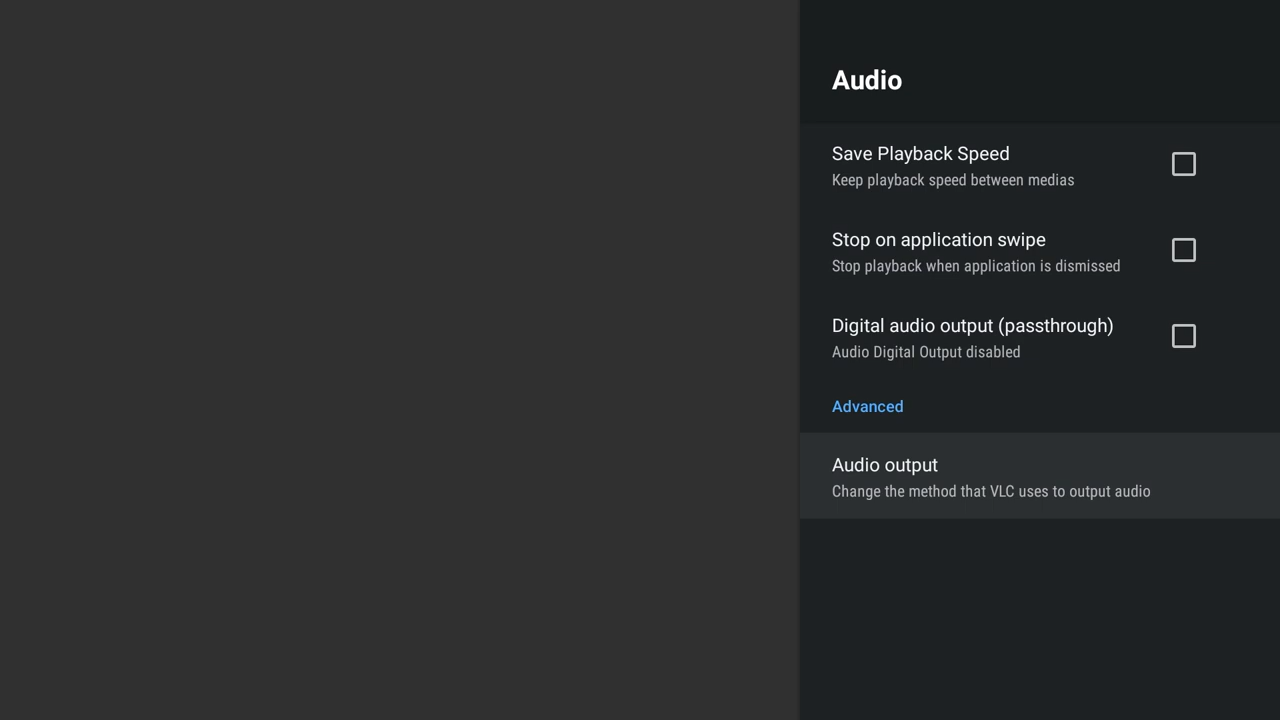 Audio
Save Playback Speed
Keep playback speed between medias
Stop on application swipe
Stop playback when application is dismissed
Digital audio output (passthrough)
Audio Digital Output disabled
Advanced
Audio output
Change the method that VLC uses to output audio